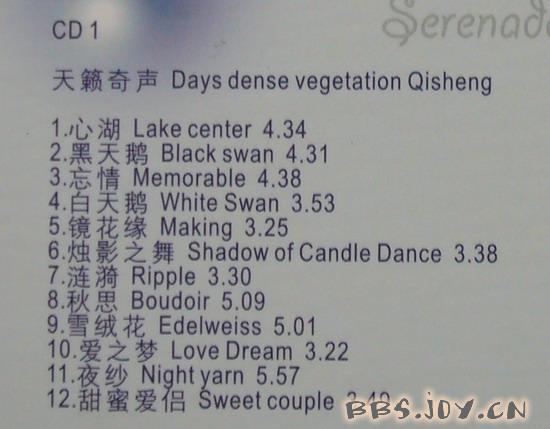 Serenad
CD 1
天籁奇声 Days dense vegetation Qisheng
1.心湖 Lake center 4.34
2.黑天鹅 Black swan 4.31
3.忘情 Memorable 4.38
4.白天鹅 White Swan 3.53
5.镜花缘 Making 3.25
6.烛影之舞 Shadow of Candle Dance 3.38
7.涟漪 Ripple 3.30
8.秋思 Boudoir 5.09
9.雪绒花 Edelweiss 5.01
10.爱之梦 Love Dream 3.22
11.夜纱 Night yarn 5.57
12.甜蜜爱侣 Sweet couple
BBS.JOY.CN